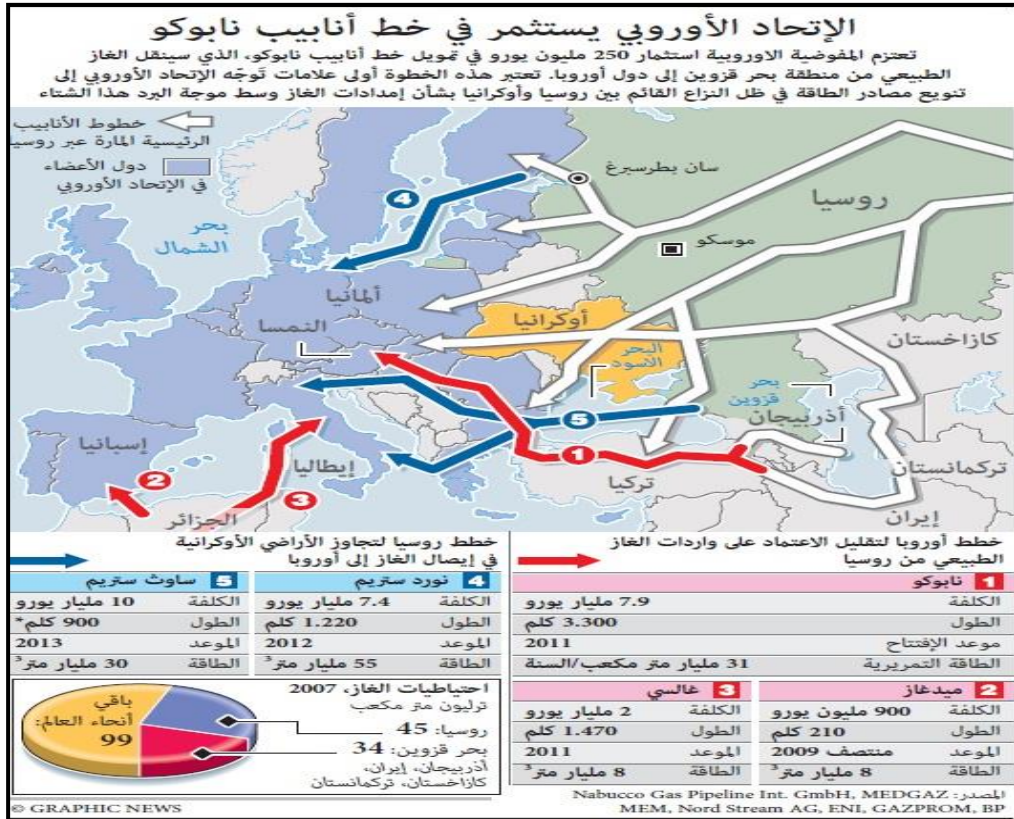 الإتحاد الأوروبي يستثمر في خط أنابيب نابوكو
تعتزم المفوضية الاوروبية استثمار 250 مليون يورو في تمويل خط أنابيب نابوكو، الذي سينقل الغاز
الطبيعي من منطقة بحر قزوين إلى دول أوروبا. تعتبر هذه الخطوة أولى علامات تَوجّه الإتحاد الأوروبي إلى
تنويع مصادر الطاقة في ظل النزاع القائم بين روسيا وأوكرانيا بشأن إمدادات الغاز وسط موجة البرد هذا الشتاء
خطوط الأنابيب
الرئيسية المارة عبر روسيا
دول الأعضاء
في الإتحاد الأوروبي
سان بطرسبرغ
روسيا
4
بحر
الشمال
موسكو
ألمانيا
أوكرانيا
النمسا
كازاخستان
البحر
الأسود
بحر
قزوين
5
أذربيجان
إسبانيا
إيطاليا
1
تركيا
تركمانستان
2
3
الجزائر
إيران
خطط أوروبا لتقليل الاعتماد على واردات الغاز
الطبيعي من روسيا
1 نابوكو
الكلفة 7.9 مليار يورو
الطول 3.300 كلم
موعد الإفتتاح 2011
الطاقة التمريرية 31 مليار متر مكعب/السنة
2 ميدغاز
الكلفة 900 مليون يورو
الطول 210 كلم
الموعد منتصف 2009
الطاقة 8 مليار متر³
3 غالسي
الكلفة 2 مليار يورو
الطول 1.470 كلم
الموعد 2011
الطاقة 8 مليار متر³
خطط روسيا لتجاوز الأراضي الأوكرانية
في إيصال الغاز إلى أوروبا
4 نورد ستريم
الكلفة 7.4 مليار يورو
الطول 1.220 كلم
الموعد 2012
الطاقة 55 مليار متر³
5 ساوث ستريم
الكلفة 10 مليار يورو
الطول 900 كلم*
الموعد 2013
الطاقة 30 مليار متر³
احتياطيات الغاز، 2007
ترليون متر مكعب
روسيا: 45
بحر قزوين: 34
أذربيجان، إيران،
كازاخستان، تركمانستان
باقي
أنحاء العالم:
99
المصدر: Nabucco Gas Pipeline Int. GmbH, MEDGAZ
MEM, Nord Stream AG, ENI, GAZPROM, BP
© GRAPHIC NEWS